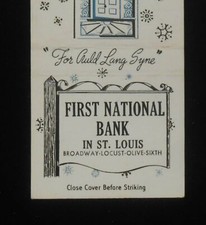 "For Auld Lang Syne"
FIRST NATIONAL
BANK
IN ST. LOUIS
BROADWAY-LOCUST-OLIVE-SIXTH
Close Cover Before Striking